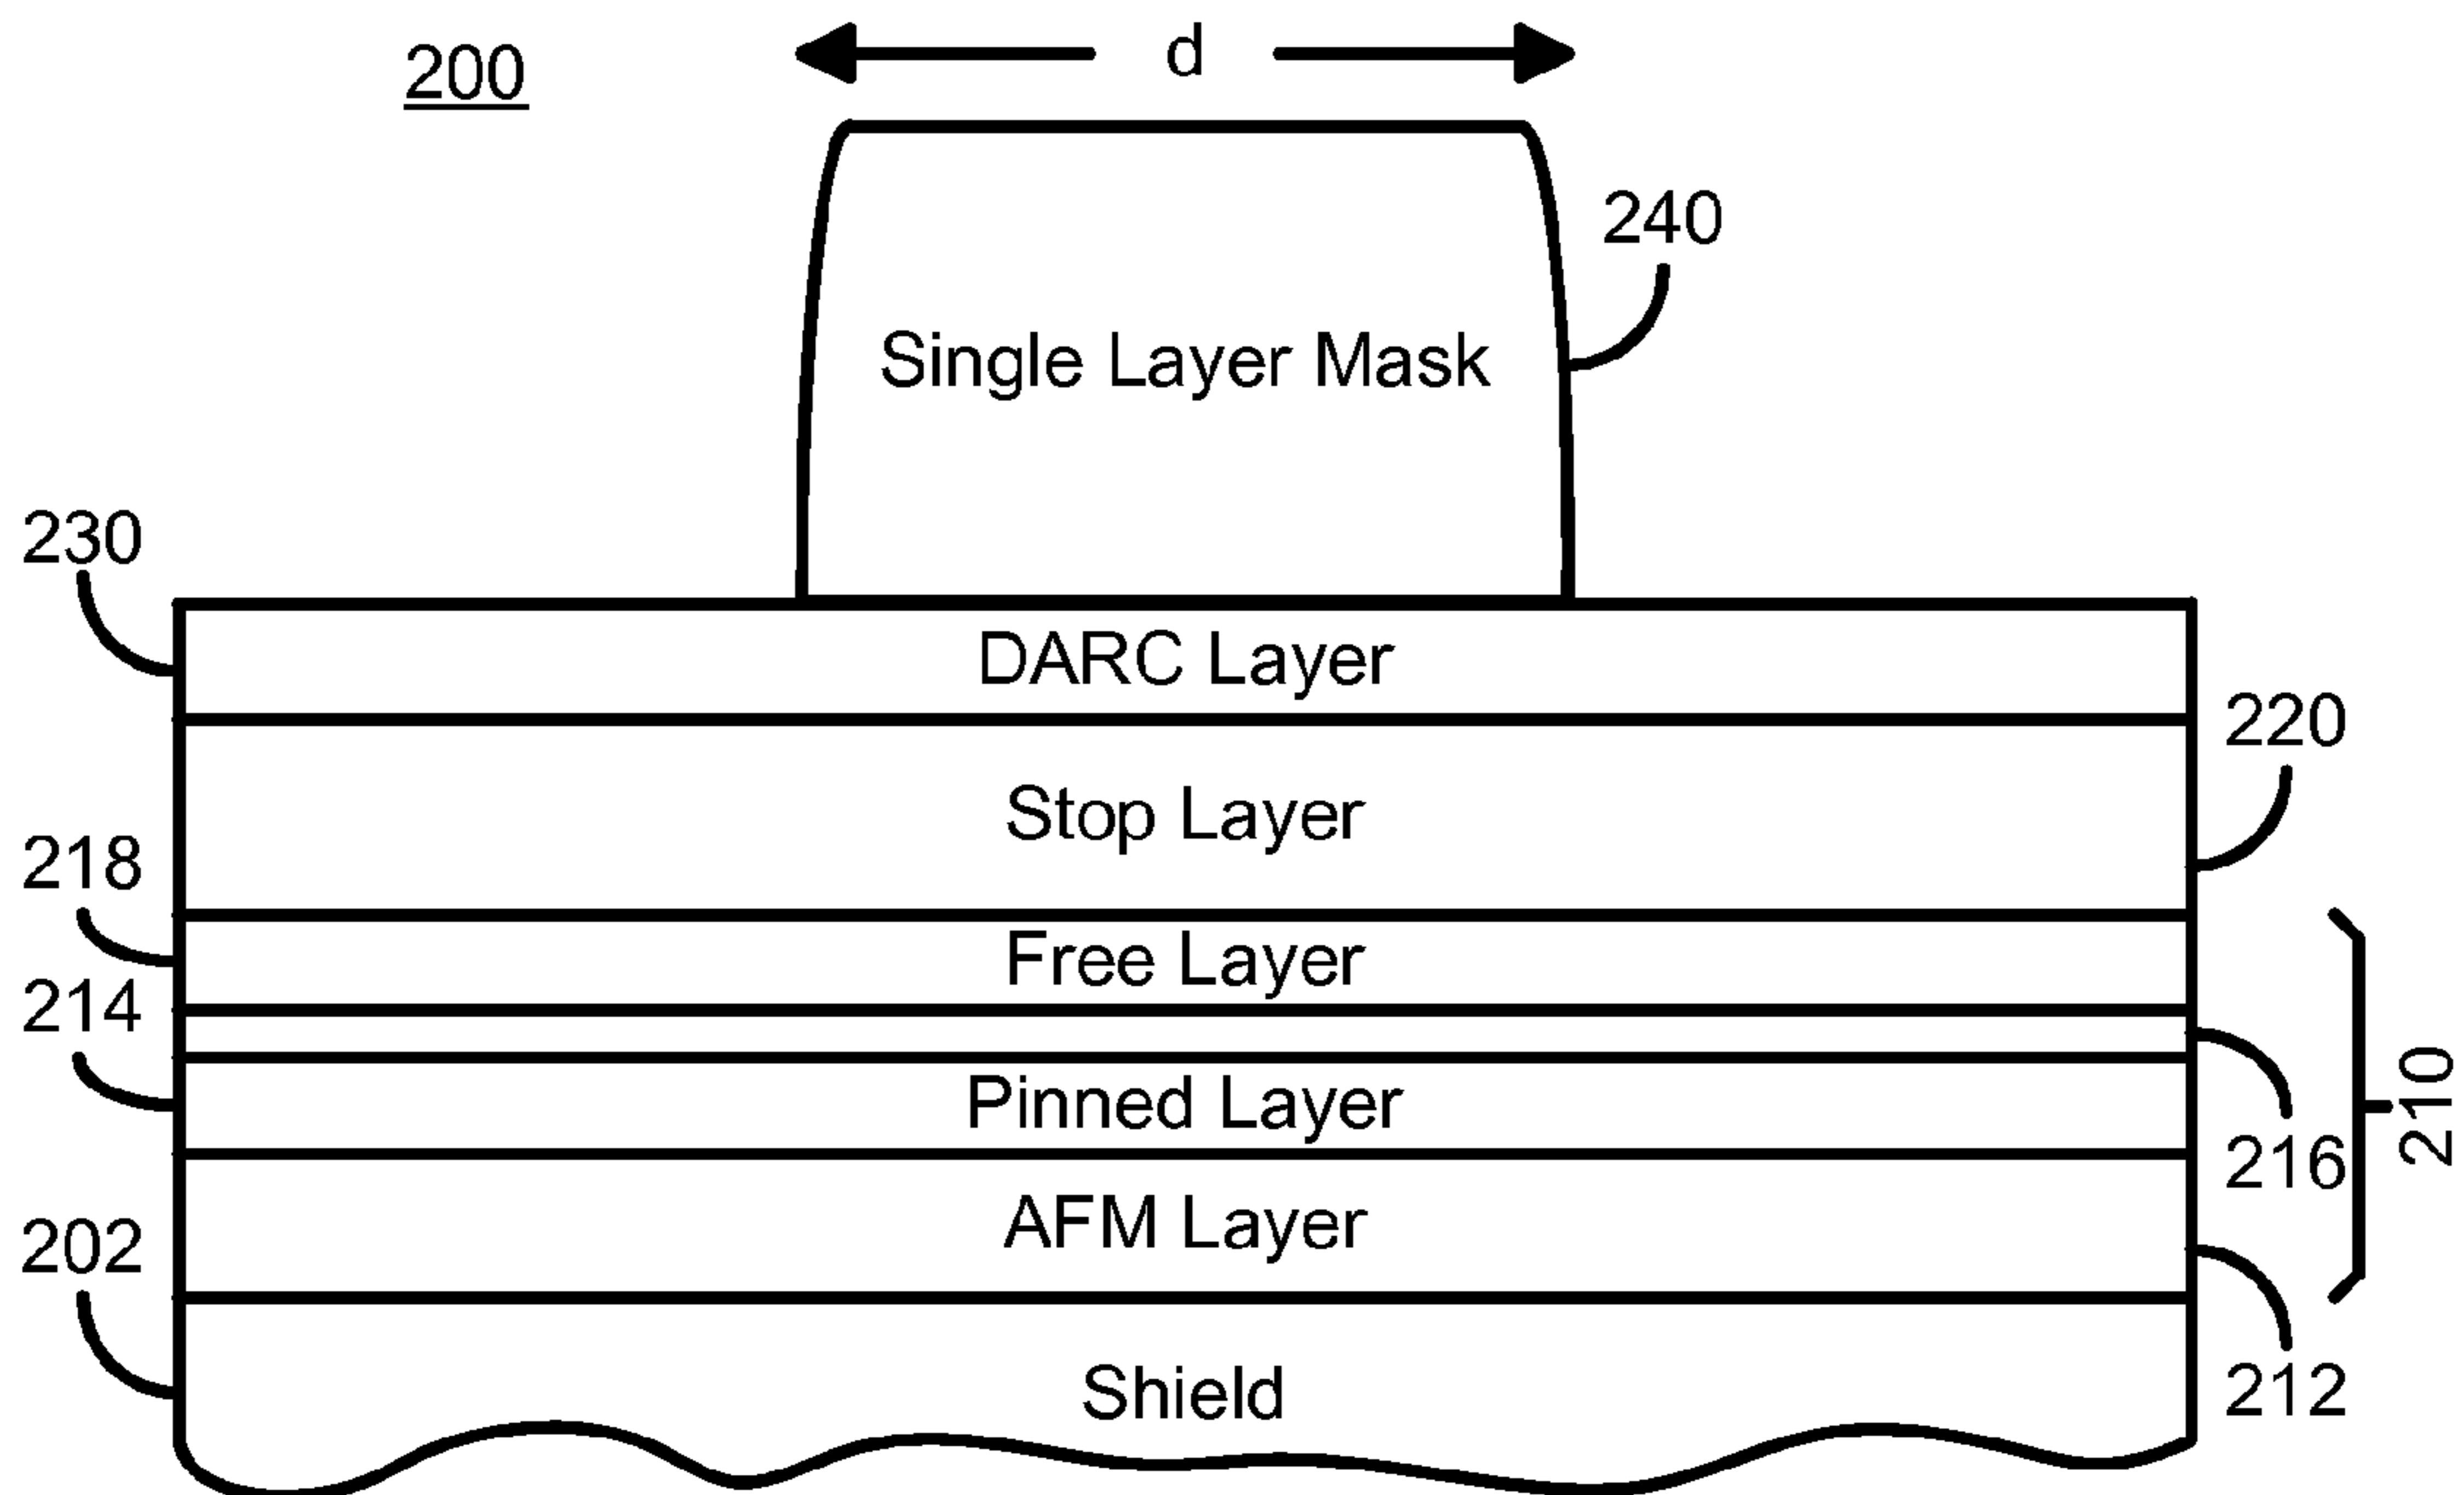 200
d
240
Single Layer Mask
230
DARC Layer
220
Stop Layer
218
Free Layer
214
Pinned Layer
216
210
AFM Layer
202
212
Shield